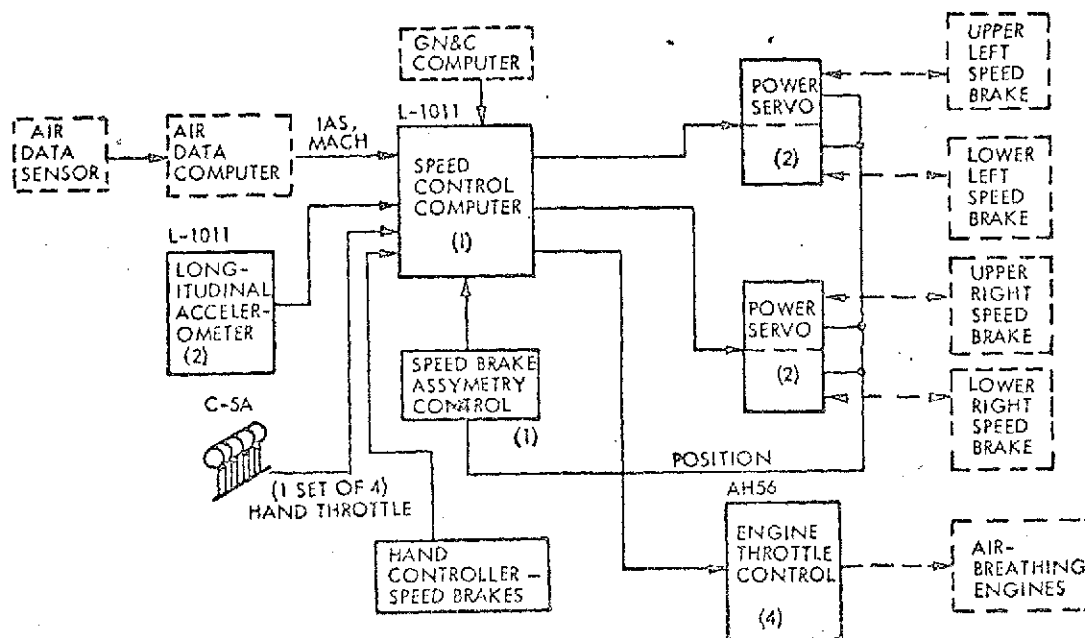 GN&C
COMPUTER
UPPER
LEFT
SPEED
BRAKE
POWER
SERVO
(2)
L-1011
AIR
DATA
SENSOR
AIR
DATA
COMPUTER
IAS,
MACH
SPEED
CONTROL
COMPUTER
(1)
LOWER
LEFT
SPEED
BRAKE
L-1011
LONG-
ITUDINAL
ACCELER-
OMETER
(2)
UPPER
RIGHT
SPEED
BRAKE
POWER
SERVO
(2)
SPEED BRAKE
ASSYMETRY
CONTROL
(1)
LOWER
RIGHT
SPEED
BRAKE
C-5A
(1 SET OF 4)
HAND THROTTLE
POSITION
AH56
ENGINE
THROTTLE
CONTROL
(4)
HAND
CONTROLLER –
SPEED BRAKES
AIR-
BREATHING
ENGINES